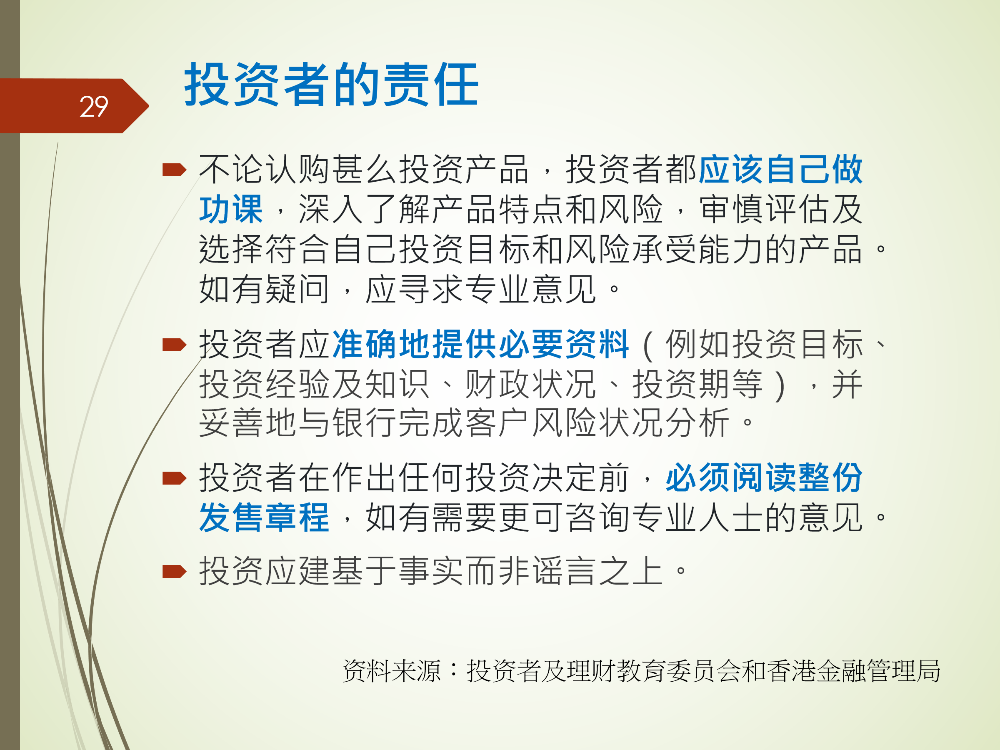 投资者的责任
29
不论认购甚么投资产品，投资者都应该自己做
功课，深入了解产品特点和风险，审慎评估及
选择符合自己投资目标和风险承受能力的产品。
如有疑问，应寻求专业意见。
投资者应准确地提供必要资料（例如投资目标、
投资经验及知识、财政状况、投资期等），并
妥善地与银行完成客户风险状况分析。
投资者在作出任何投资决定前，必须阅读整份
发售章程，如有需要更可咨询专业人士的意见。
投资应建基于事实而非谣言之上。
资料来源：投资者及理财教育委员会和香港金融管理局